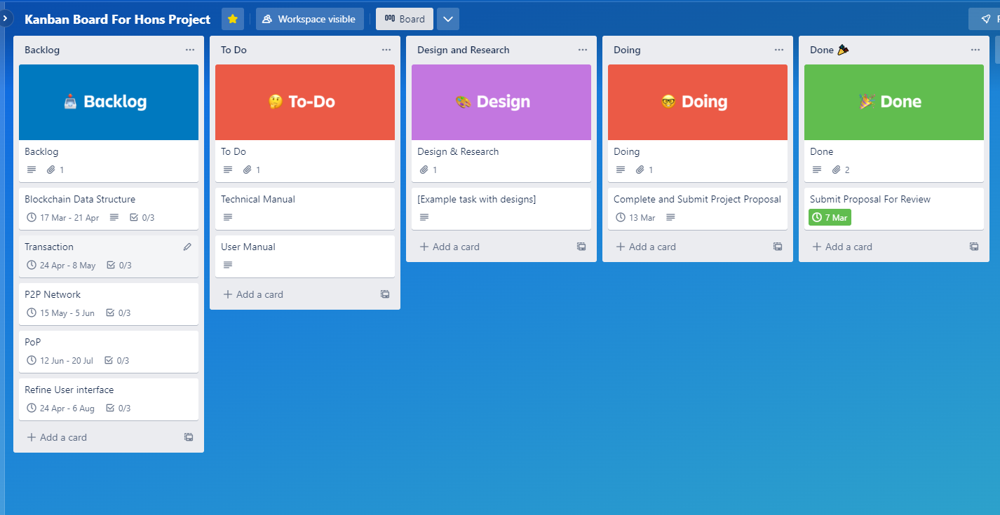 Kanban Board For Hons Project
Workspace visible
Board
Backlog
Backlog
Backlog
1
Blockchain Data Structure
17 Mar - 21 Apr 0/3
Transaction
24 Apr - 8 May 0/3
P2P Network
15 May - 5 Jun 0/3
PoP
12 Jun - 20 Jul 0/3
Refine User interface
24 Apr - 6 Aug 0/3
+ Add a card
To Do
To-Do
To Do
1
Technical Manual
User Manual
+ Add a card
Design and Research
Design
Design & Research
1
[Example task with designs]
+ Add a card
Doing
Doing
Doing
1
Complete and Submit Project Proposal
13 Mar
+ Add a card
Done
Done
Done
2
Submit Proposal For Review
7 Mar
+ Add a card